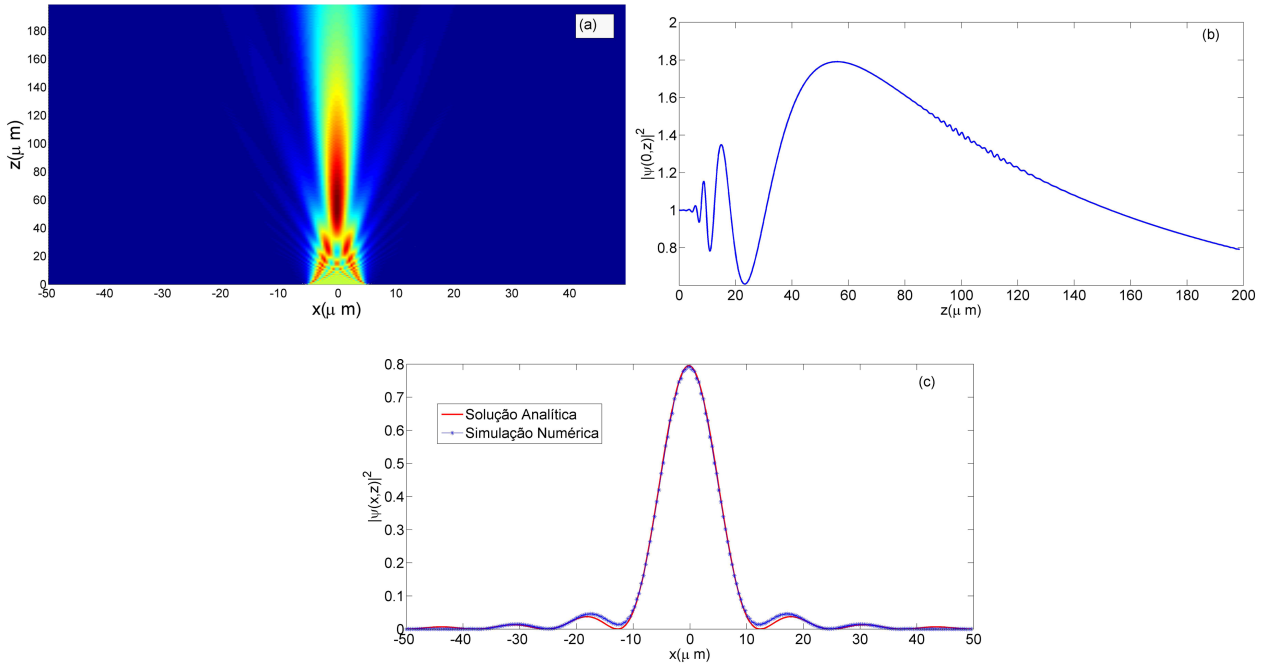 (a)
180
160
140
120
100
80
60
40
20
0
z(μ m)
-50 -40 -30 -20 -10 0 10 20 30 40
x(μ m)
(b)
2
1.8
1.6
1.4
1.2
1
0.8
|ψ(0,z)|²
0 20 40 60 80 100 120 140 160 180 200
z(μ m)
(c)
0.8
0.7
0.6
0.5
0.4
0.3
0.2
0.1
0
|ψ(x,z)|²
Solução Analítica
Simulação Numérica
-50 -40 -30 -20 -10 0 10 20 30 40 50
x(μ m)